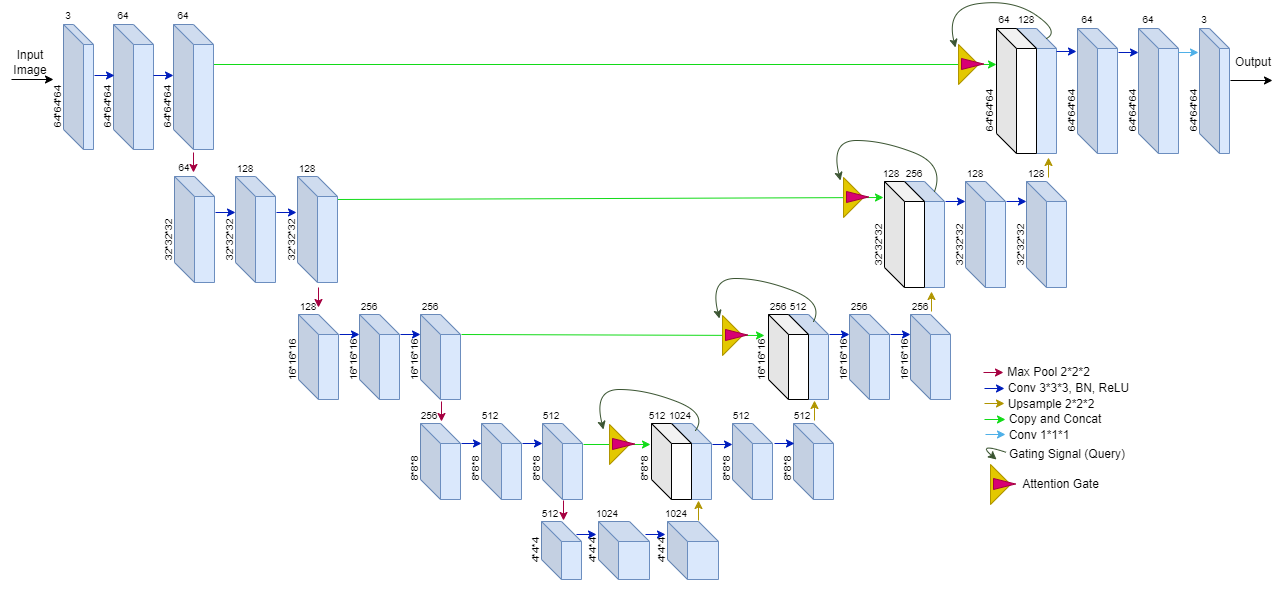 3 64 64
Input
Image
64*64*64 64*64*64 64*64*64
64 128 64 64 3
64*64*64 64*64*64 64*64*64 64*64*64
Output
64 128 128
32*32*32 32*32*32 32*32*32
128 256 128 128
32*32*32 32*32*32 32*32*32
128 256 256
16*16*16 16*16*16 16*16*16
256 512 256 256
16*16*16 16*16*16 16*16*16
256 512 512
8*8*8 8*8*8 8*8*8
512 1024 512 512
8*8*8 8*8*8 8*8*8
512 1024 1024
4*4*4 4*4*4 4*4*4
Max Pool 2*2*2
Conv 3*3*3, BN, ReLU
Upsample 2*2*2
Copy and Concat
Conv 1*1*1
Gating Signal (Query)
Attention Gate